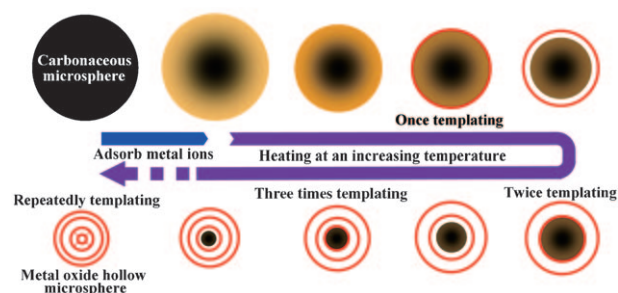 Carbonaceous
microsphere
Once templating
Adsorb metal ions
Heating at an increasing temperature
Repeatedly templating
Three times templating
Twice templating
Metal oxide hollow
microsphere